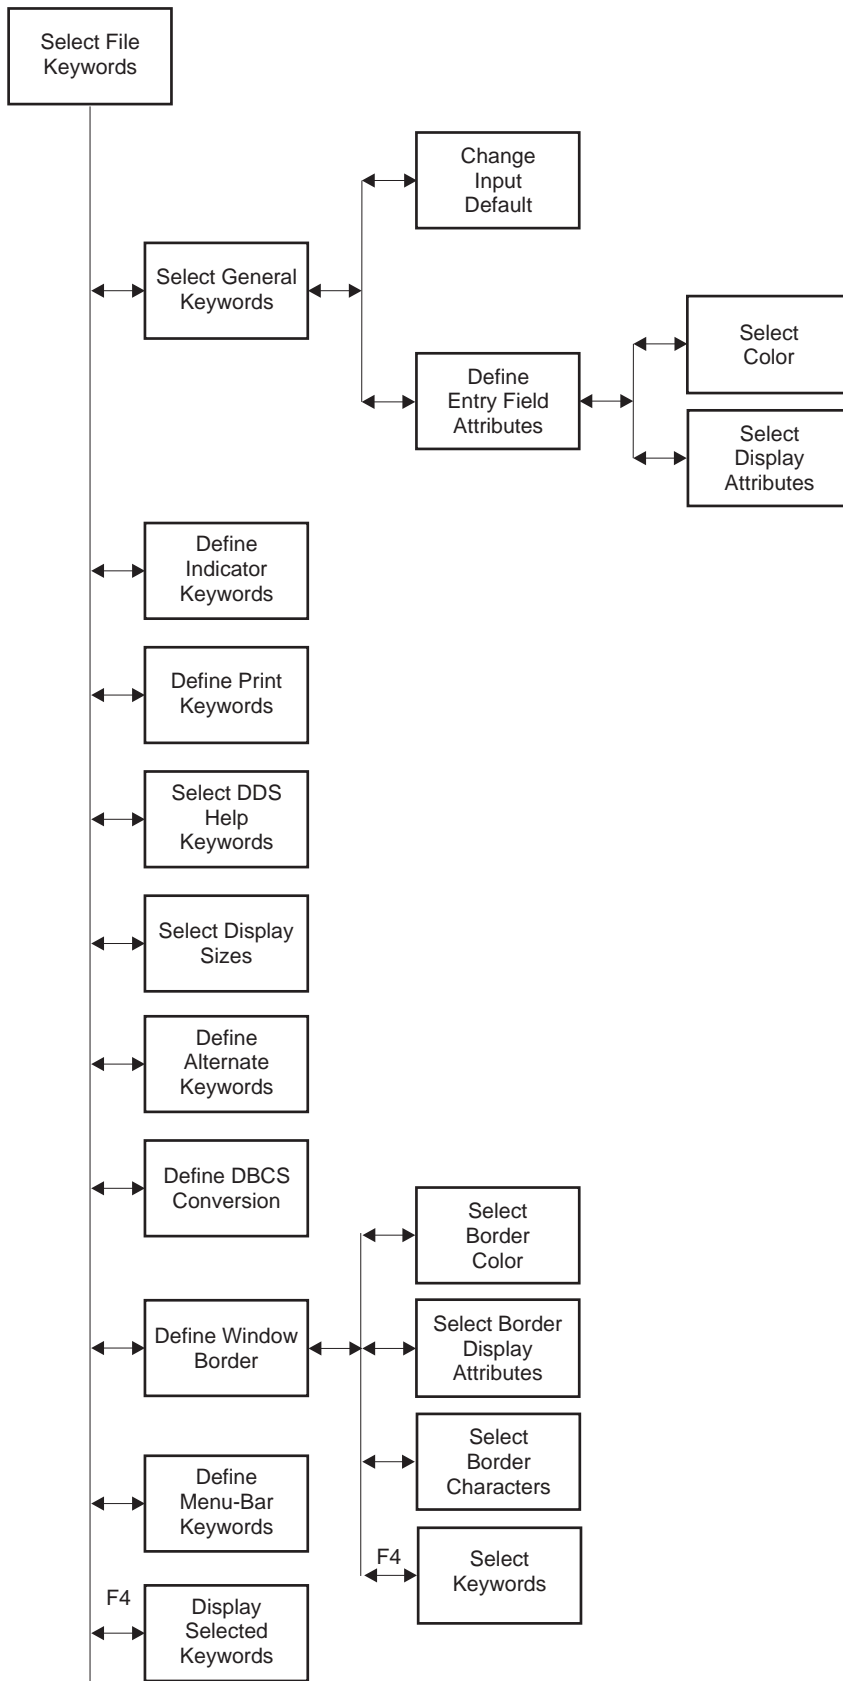 Select File
Keywords
Change
Input
Default
Select General
Keywords
Select
Color
Define
Entry Field
Attributes
Select
Display
Attributes
Define
Indicator
Keywords
Define Print
Keywords
Select DDS
Help
Keywords
Select Display
Sizes
Define
Alternate
Keywords
Define DBCS
Conversion
Select
Border
Color
Define Window
Border
Select Border
Display
Attributes
Select
Border
Characters
Define
Menu-Bar
Keywords
F4
Select
Keywords
F4
Display
Selected
Keywords